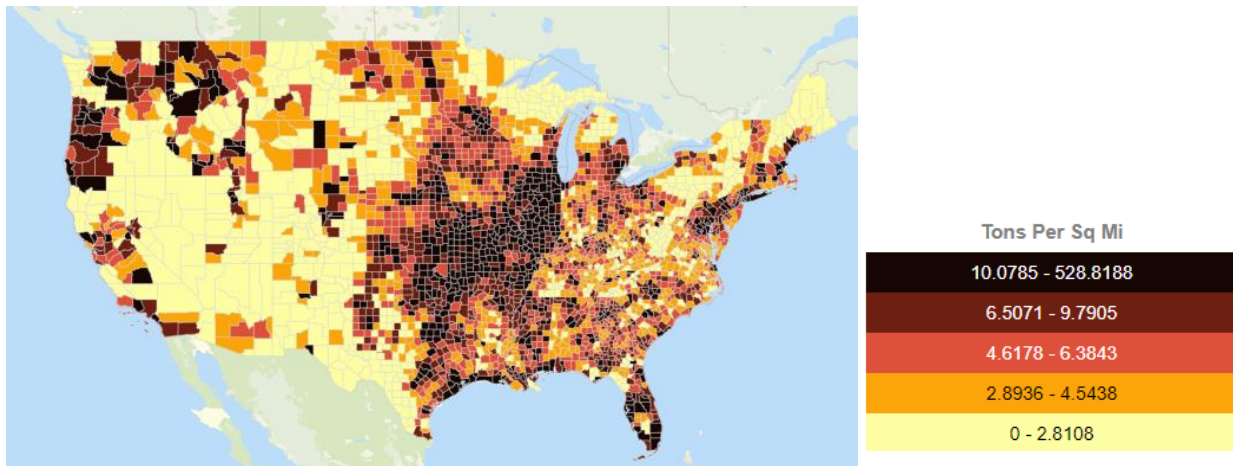 Tons Per Sq Mi
10.0785 - 528.8188
6.5071 - 9.7905
4.6178 - 6.3843
2.8936 - 4.5438
0 - 2.8108